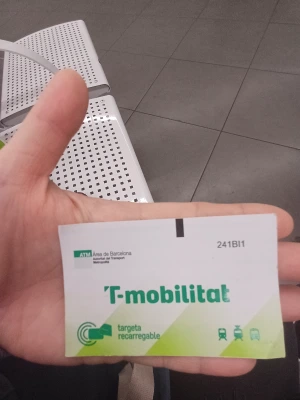 241BI1
ATM Àrea de Barcelona
Autoritat del Transport
Metropolità
T-mobilitat
targeta
recarregable